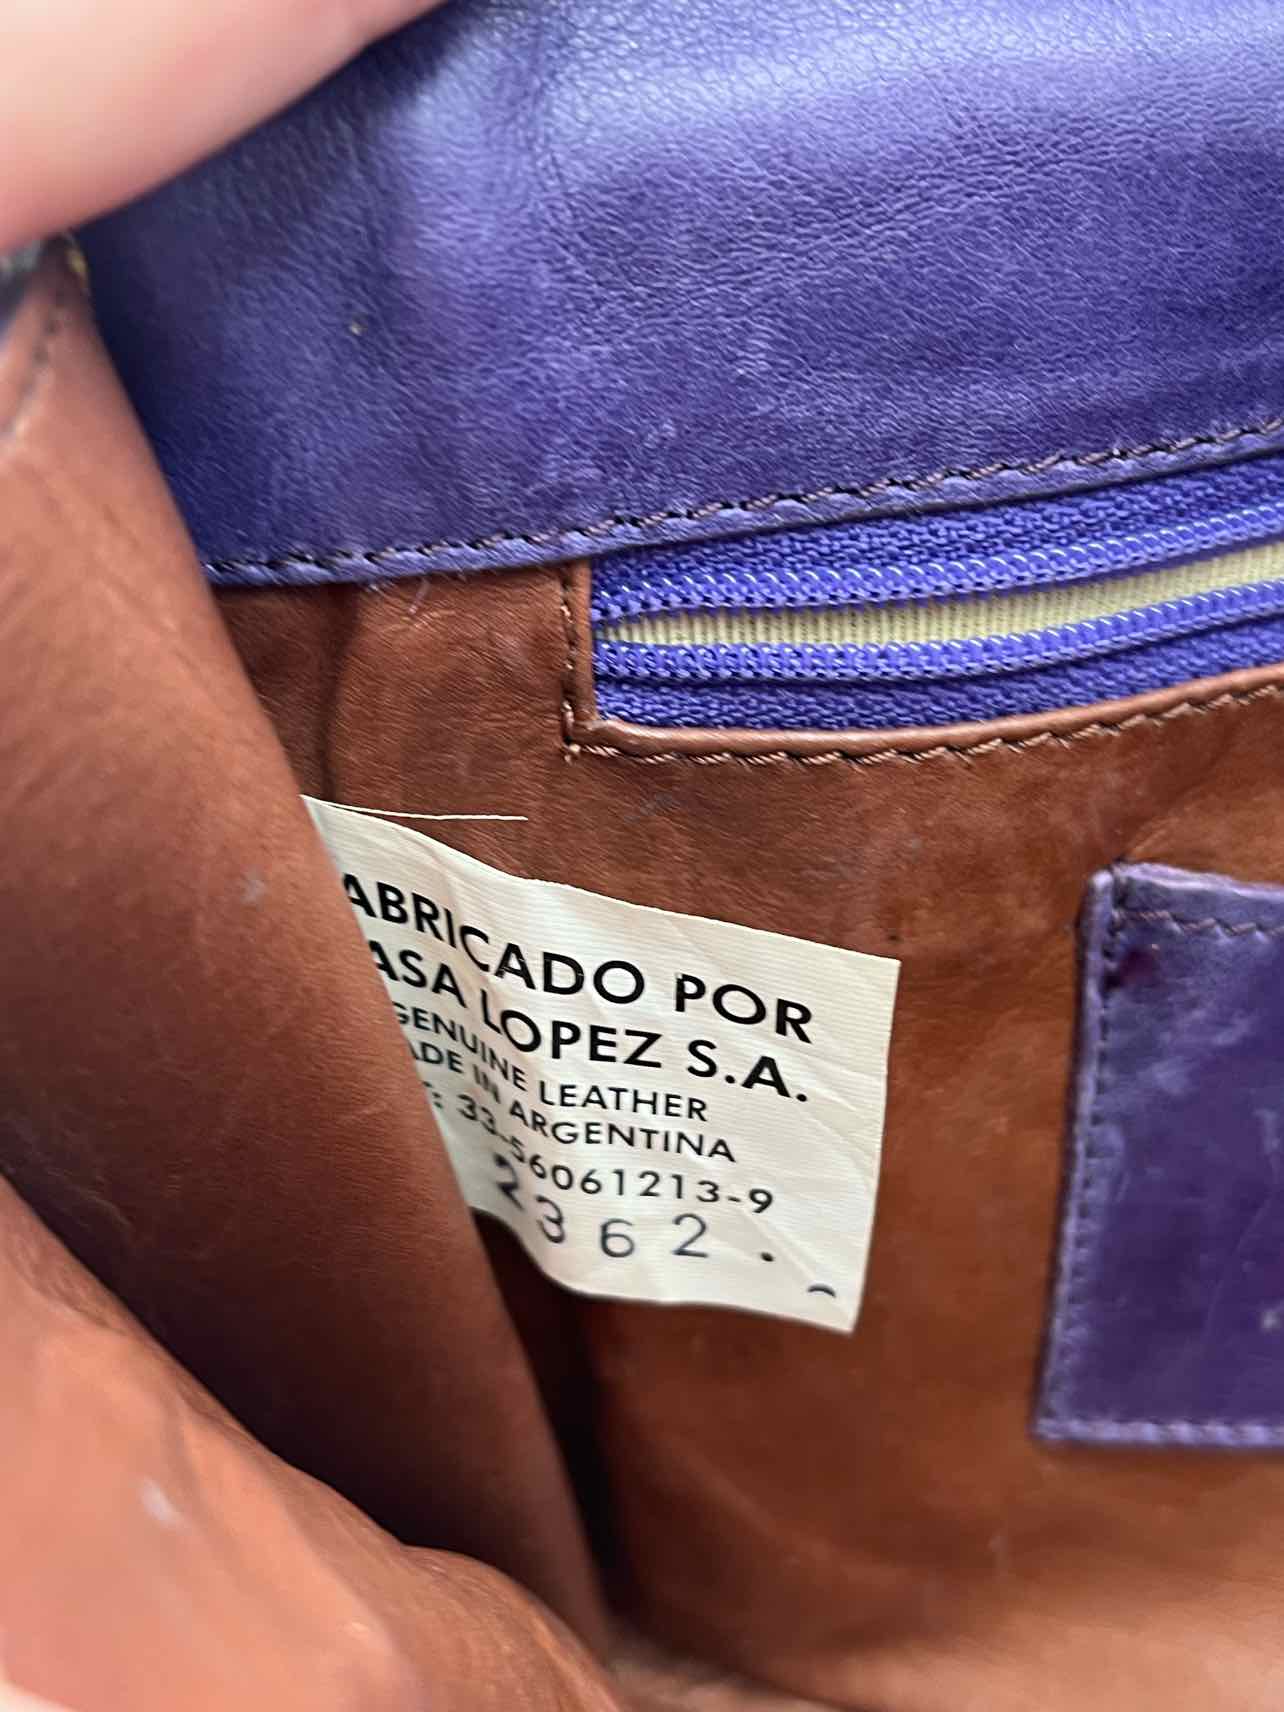 ABRICADO POR
ASA LOPEZ S.A.
GENUINE LEATHER
ADE IN ARGENTINA
: 33-56061213-9
2362.